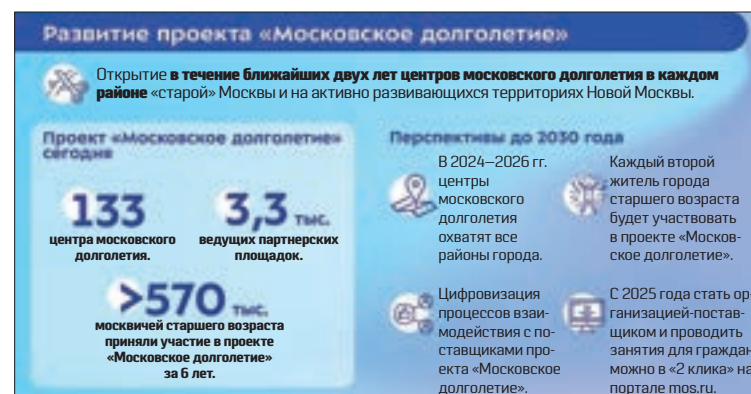 Развитие проекта «Московское долголетие»
Открытие в течение ближайших двух лет центров московского долголетия в каждом
районе «старой» Москвы и на активно развивающихся территориях Новой Москвы.
Проект «Московское долголетие»
сегодня
133
центра московского
долголетия.
3,3 тыс.
ведущих партнерских
площадок.
>570 тыс.
москвичей старшего возраста
приняли участие в проекте
«Московское долголетие»
за 6 лет.
Перспективы до 2030 года
В 2024–2026 гг.
центры
московского
долголетия
охватят все
районы города.
Каждый второй
житель города
старшего возраста
будет участвовать
в проекте «Москов-
ское долголетие».
Цифровизация
процессов взаи-
модействия с по-
ставщиками про-
екта «Московское
долголетие».
С 2025 года стать ор-
ганизацией-постав-
щиком и проводить
занятия для граждан
можно в «2 клика» на
портале mos.ru.